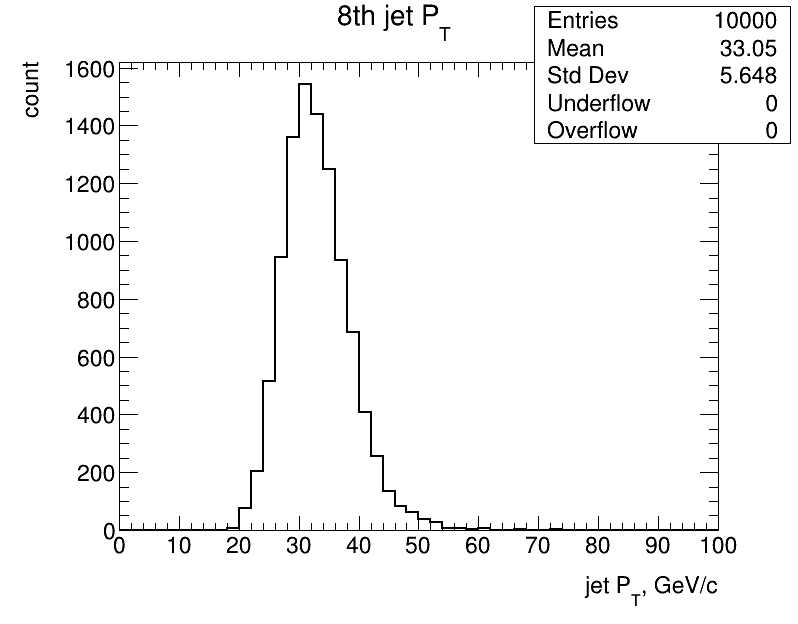 8th jet P_T
Entries 10000
Mean 33.05
Std Dev 5.648
Underflow 0
Overflow 0
count
1600
1400
1200
1000
800
600
400
200
0
0 10 20 30 40 50 60 70 80 90 100
jet P_T, GeV/c